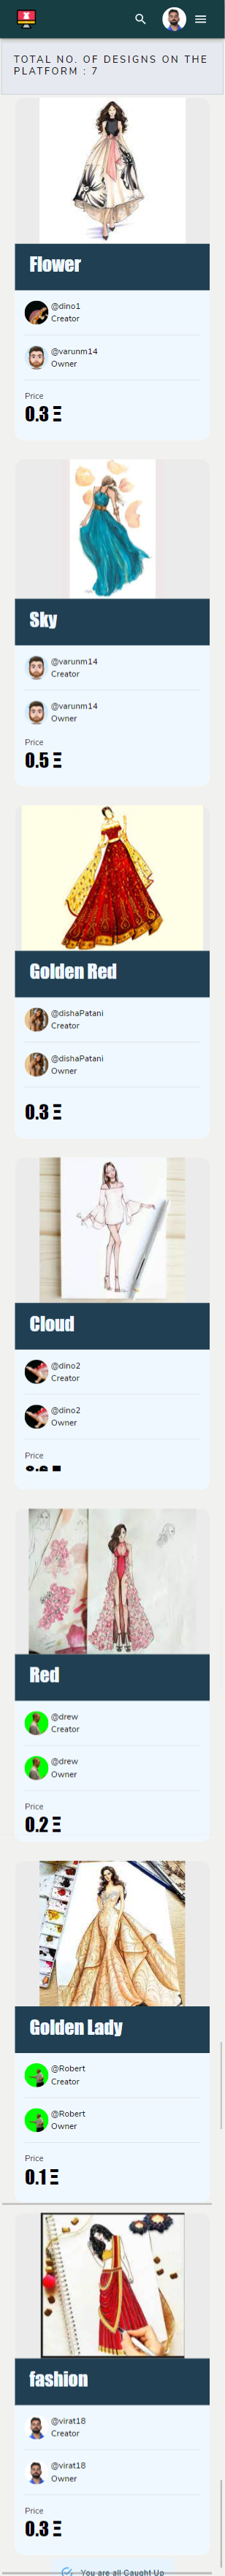 TOTAL NO. OF DESIGNS ON THE
PLATFORM : 7
Flower
@dino1
Creator
@varunm14
Owner
Price
0.3 Ξ
Sky
@varunm14
Creator
@varunm14
Owner
Price
0.5 Ξ
Golden Red
@dishaPatani
Creator
@dishaPatani
Owner
0.3 Ξ
Cloud
@dino2
Creator
@dino2
Owner
Price
Red
@drew
Creator
@drew
Owner
Price
0.2 Ξ
Golden Lady
@Robert
Creator
@Robert
Owner
Price
0.1 Ξ
fashion
@virat18
Creator
@virat18
Owner
Price
0.3 Ξ
You are all Caught Up